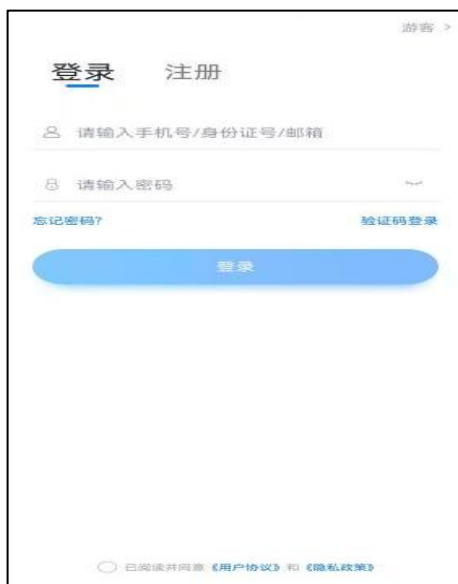 游客 >
登录 注册
请输入手机号/身份证号/邮箱
请输入密码
忘记密码? 验证码登录
登录
已阅读并同意《用户协议》和《隐私政策》